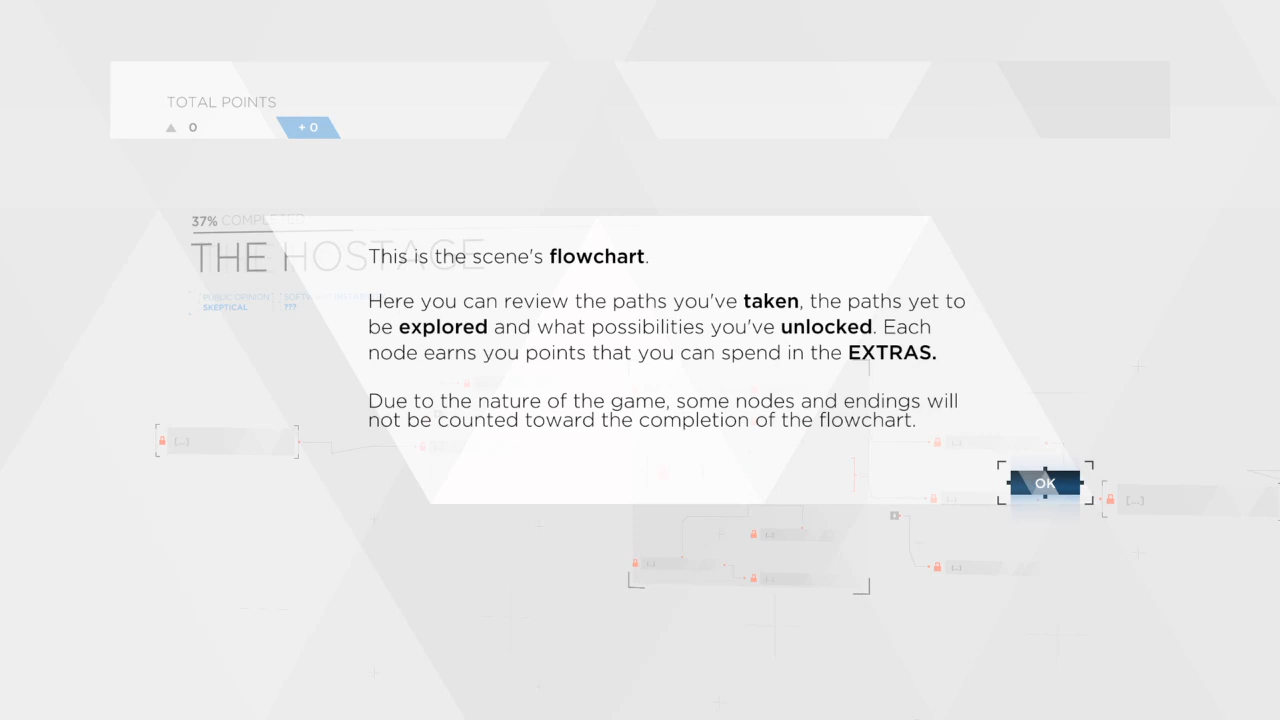 TOTAL POINTS
0
+ 0
37% COMPLETED
THE HOSTAGE
This is the scene's flowchart.
PUBLIC OPINION
SKEPTICAL
???
Here you can review the paths you've taken, the paths yet to
be explored and what possibilities you've unlocked. Each
node earns you points that you can spend in the EXTRAS.
Due to the nature of the game, some nodes and endings will
not be counted toward the completion of the flowchart.
[...]
[...]
[...]
OK
[...]
[...]
[...]
[...]